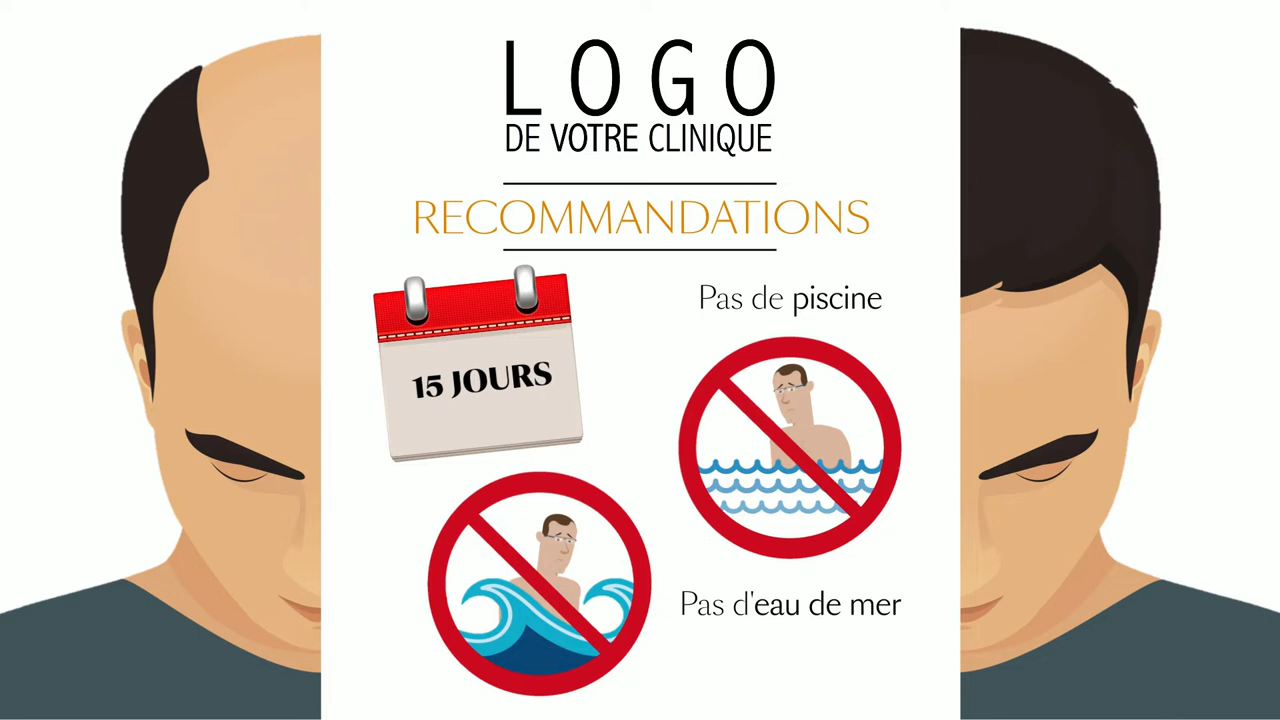 LOGO
DE VOTRE CLINIQUE
RECOMMANDATIONS
15 JOURS
Pas de piscine
Pas d'eau de mer